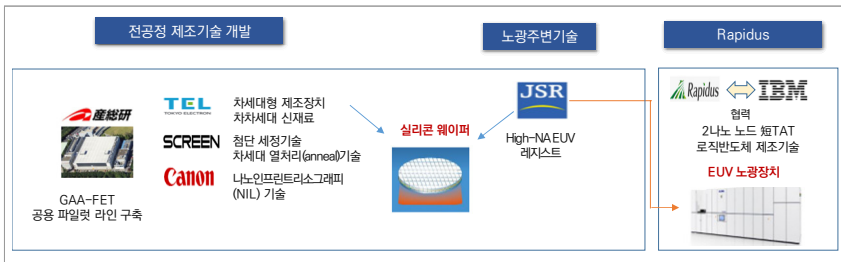 전공정 제조기술 개발
노광주변기술
Rapidus
産総研
GAA-FET
공용 파일럿 라인 구축
TEL
TOKYO ELECTRON
차세대형 제조장치
차차세대 신재료
SCREEN
첨단 세정기술
차세대 열처리(anneal)기술
Canon
나노인프린트리소그래피
(NIL) 기술
실리콘 웨이퍼
JSR
High-NA EUV
레지스트
Rapidus
IBM
협력
2나노 노드 短TAT
로직반도체 제조기술
EUV 노광장치